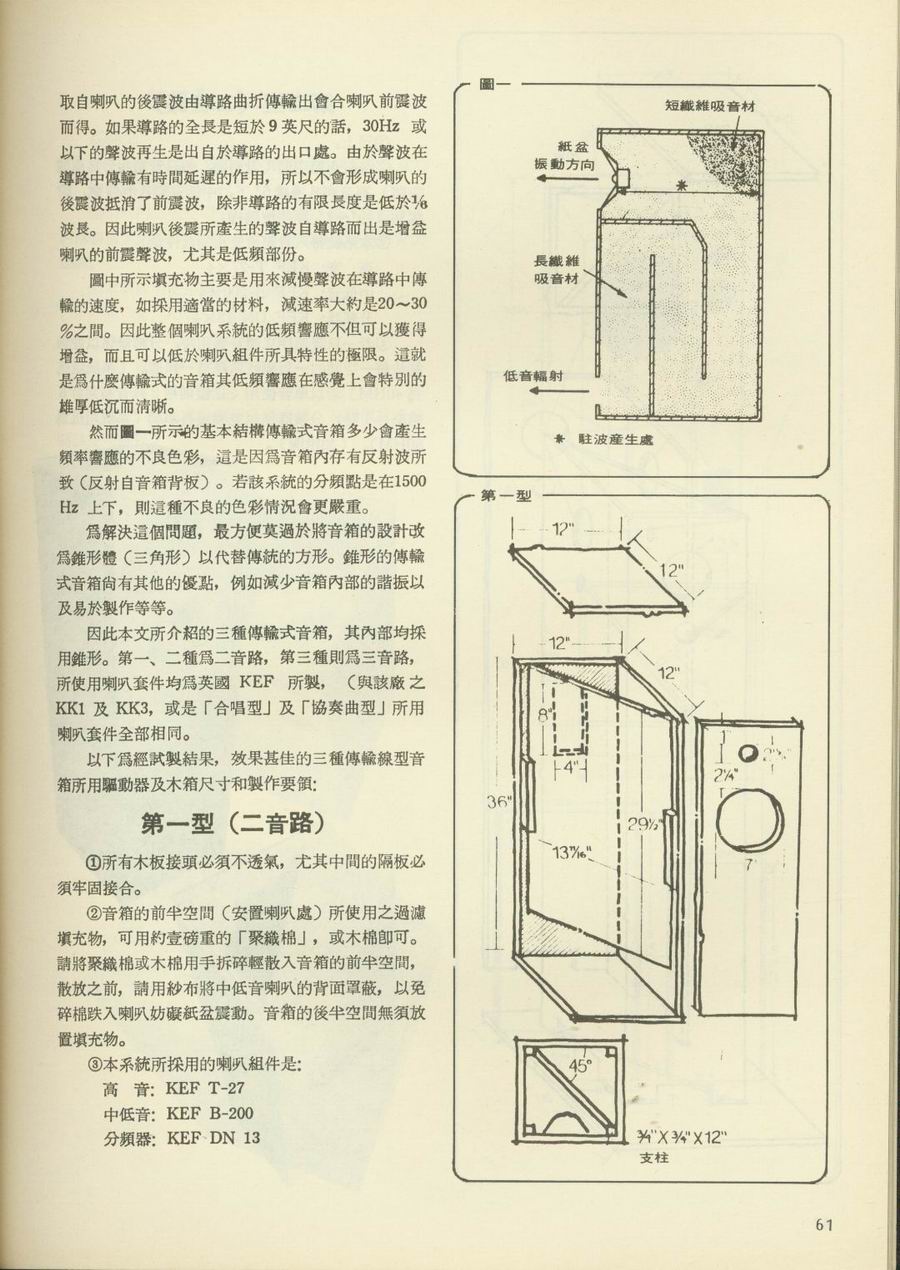 取自喇叭的後震波由導路曲折傳輸出會合喇叭前震波
而得。如果導路的全長是短於9英尺的話，30Hz 或
以下的聲波再生是出自於導路的出口處。由於聲波在
導路中傳輸有時間延遲的作用，所以不會形成喇叭的
後震波抵消了前震波，除非導路的有限長度是低於⅙
波長。因此喇叭後震所產生的聲波自導路而出是增益
喇叭的前震聲波，尤其是低頻部份。
圖中所示填充物主要是用來減慢聲波在導路中傳
輸的速度，如採用適當的材料，減速率大約是20～30
%之間。因此整個喇叭系統的低頻響應不但可以獲得
增益，而且可以低於喇叭組件所具特性的極限。這就
是爲什麽傳輸式的音箱其低頻響應在感覺上會特別的
雄厚低沉而清晰。
然而圖一所示的基本結構傳輸式音箱多少會產生
頻率響應的不良色彩，這是因爲音箱內存有反射波所
致（反射自音箱背板）。若該系統的分頻點是在1500
Hz 上下，則這種不良的色彩情況會更嚴重。
爲解決這個問題，最方便莫過於將音箱的設計改
爲錐形體（三角形）以代替傳統的方形。錐形的傳輸
式音箱尙有其他的優點，例如減少音箱內部的諧振以
及易於製作等等。
因此本文所介紹的三種傳輸式音箱，其內部均採
用錐形。第一、二種爲二音路，第三種則爲三音路，
所使用喇叭套件均爲英國 KEF 所製，（與該廠之
KK1 及 KK3，或是「合唱型」及「協奏曲型」所用
喇叭套件全部相同。
以下爲經試製結果，效果甚佳的三種傳輸線型音
箱所用驅動器及木箱尺寸和製作要領:
第一型（二音路）
①所有木板接頭必須不透氣，尤其中間的隔板必
須牢固接合。
②音箱的前半空間（安置喇叭處）所使用之過濾
填充物，可用約壹磅重的「聚織棉」，或木棉卽可。
請將聚織棉或木棉用手拆碎輕散入音箱的前半空間，
散放之前，請用紗布將中低音喇叭的背面罩蔽，以免
碎棉跌入喇叭妨礙紙盆震動。音箱的後半空間無須放
置填充物。
③本系統所採用的喇叭組件是:
高　音: KEF T-27
中低音: KEF B-200
分頻器: KEF DN 13
圖一
短纖維吸音材
紙盆
振動方向
*
長纖維
吸音材
低音輻射
* 駐波産生處
第一型
12"
12"
12"
12"
8"
4"
36"
29½"
13⁷⁄₁₆"
1"
2¼"
7"
45°
¾"X¾"X12"
支柱
61